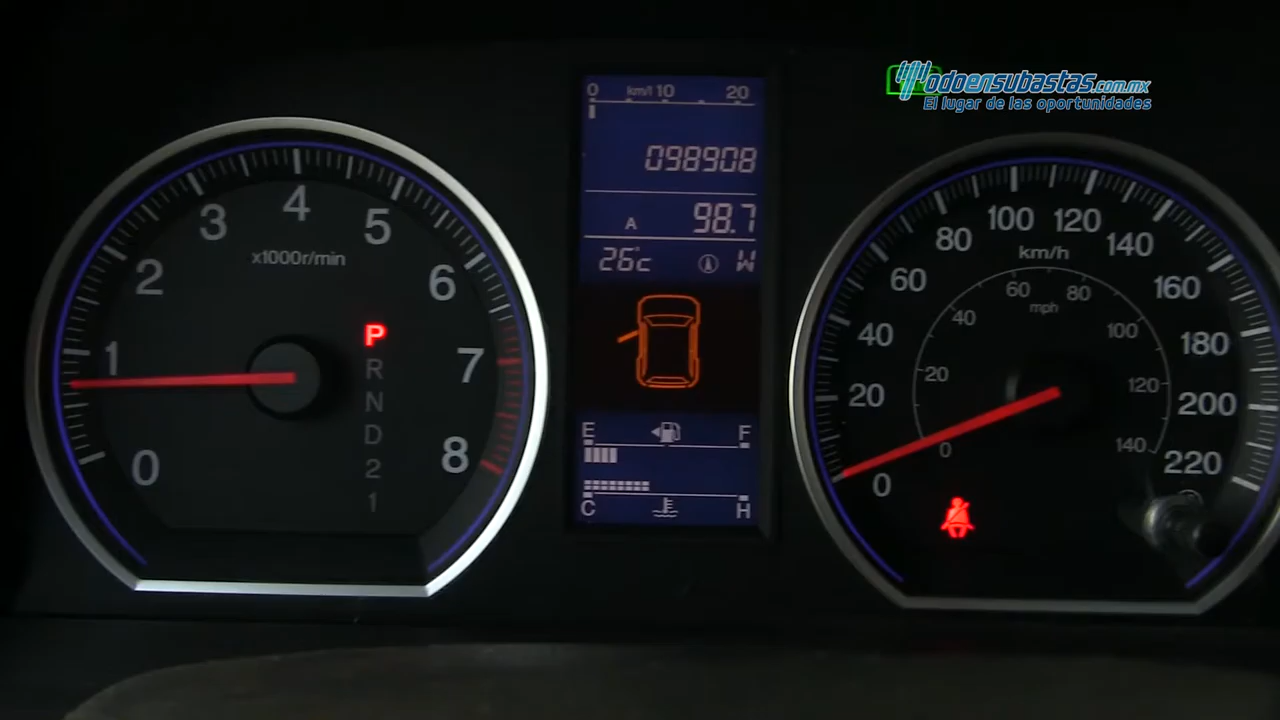 odoensubastas.com.mx
El lugar de las oportunidades
0 km/l 10 20
098908
A 98.7
26°c W
E F
C H
0 1 2 3 4 5 6 7 8
x1000r/min
P
R
N
D
2
1
0 20 40 60 80 100 120 140 160 180 200 220
km/h
0 20 40 60 80 100 120 140
mph